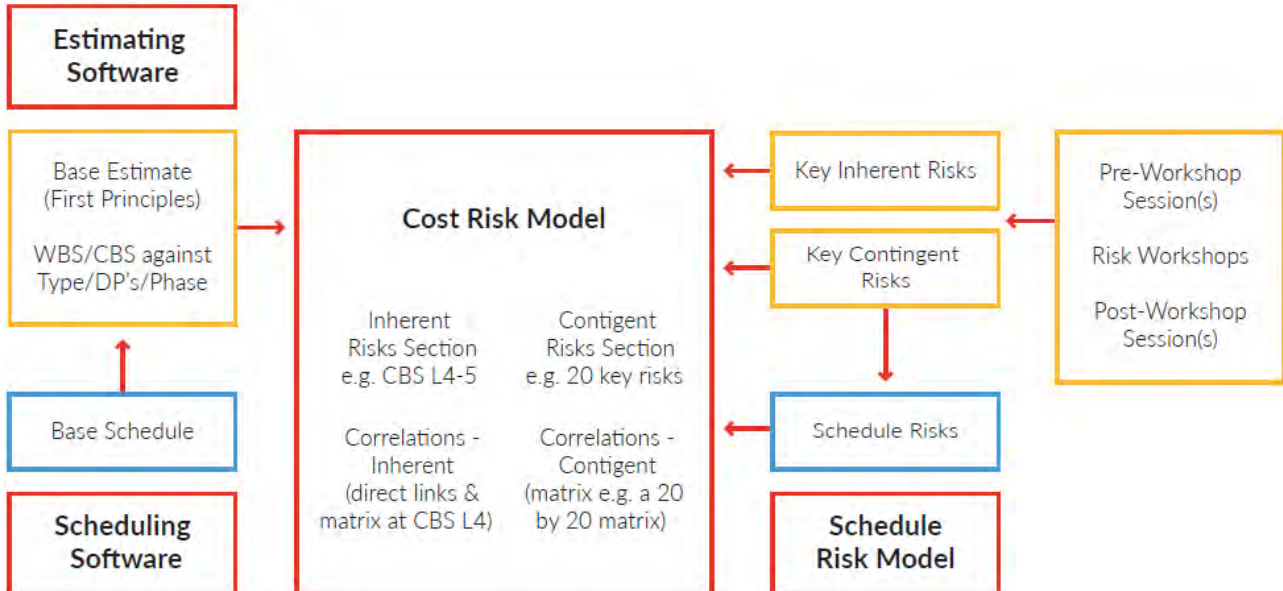 Estimating
Software
Base Estimate
(First Principles)
WBS/CBS against
Type/DP's/Phase
Base Schedule
Scheduling
Software
Cost Risk Model
Inherent
Risks Section
e.g. CBS L4-5
Contigent
Risks Section
e.g. 20 key risks
Correlations -
Inherent
(direct links &
matrix at CBS L4)
Correlations -
Contigent
(matrix e.g. a 20
by 20 matrix)
Key Inherent Risks
Key Contingent
Risks
Schedule Risks
Schedule
Risk Model
Pre-Workshop
Session(s)
Risk Workshops
Post-Workshop
Session(s)